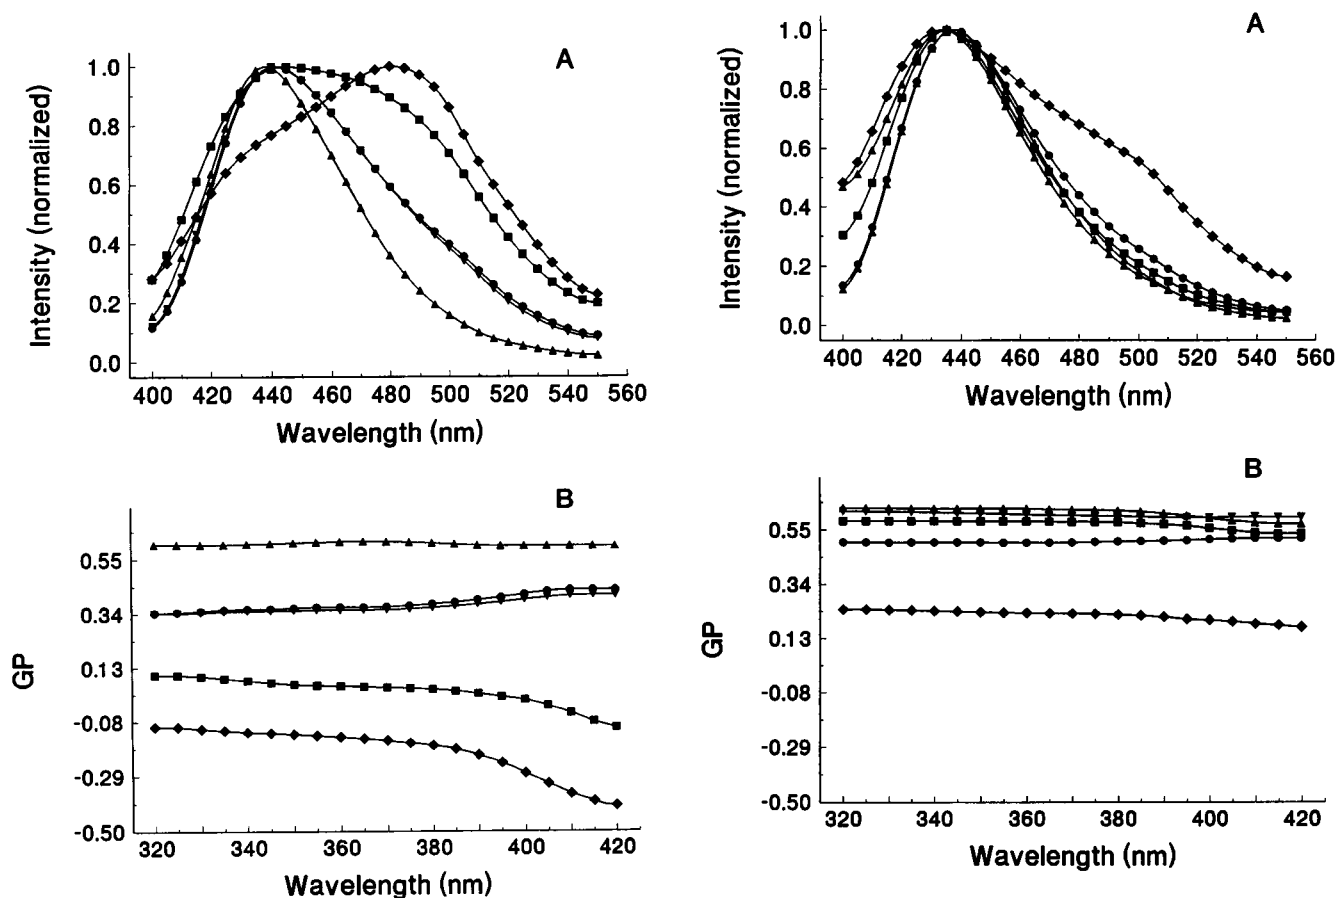 A
Intensity (normalized)
1.0
0.8
0.6
0.4
0.2
0.0
400 420 440 460 480 500 520 540 560
Wavelength (nm)
A
Intensity (normalized)
1.0
0.8
0.6
0.4
0.2
0.0
400 420 440 460 480 500 520 540 560
Wavelength (nm)
B
GP
0.55
0.34
0.13
-0.08
-0.29
-0.50
320 340 360 380 400 420
Wavelength (nm)
B
GP
0.55
0.34
0.13
-0.08
-0.29
-0.50
320 340 360 380 400 420
Wavelength (nm)